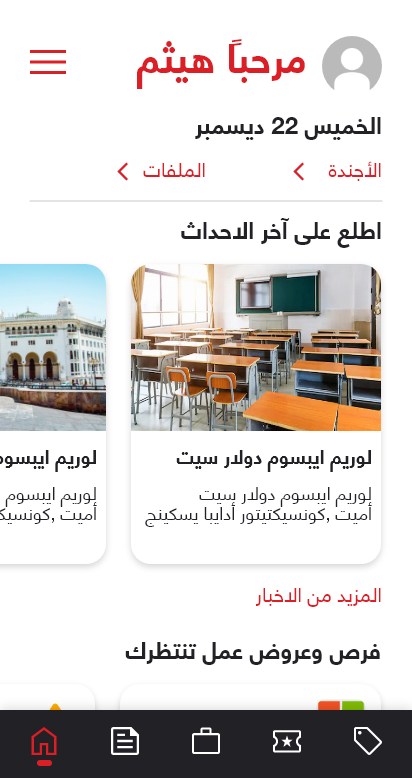 مرحباً هيثم
الخميس 22 ديسمبر
الأجندة
الملفات
اطلع على آخر الاحداث
لوريم ايبسوم دولار سيت
لوريم ايبسوم دولار سيت
أميت ,كونسيكتيتور أدايبا يسكينج
لوريم ايبسوم
لوريم ايبسوم
أميت ,كونسيك
المزيد من الاخبار
فرص وعروض عمل تنتظرك